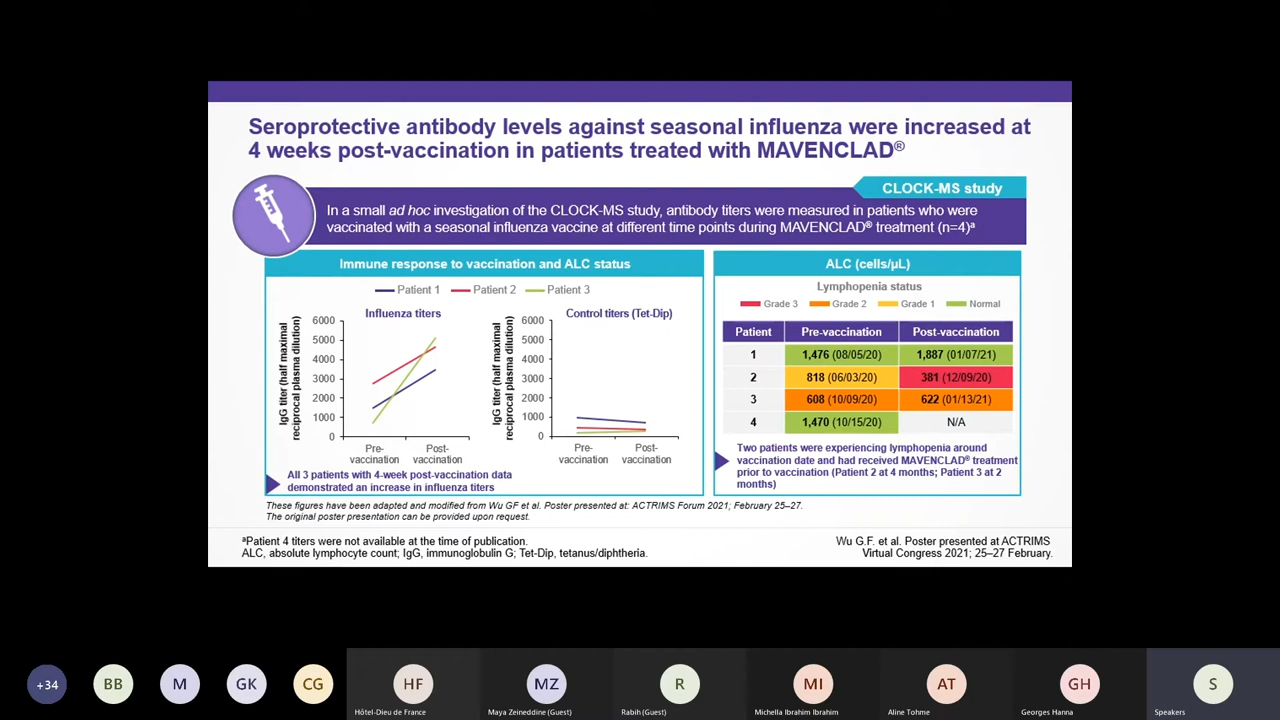 Seroprotective antibody levels against seasonal influenza were increased at
4 weeks post-vaccination in patients treated with MAVENCLAD®
CLOCK-MS study
In a small ad hoc investigation of the CLOCK-MS study, antibody titers were measured in patients who were
vaccinated with a seasonal influenza vaccine at different time points during MAVENCLAD® treatment (n=4)ª
Immune response to vaccination and ALC status
Patient 1 Patient 2 Patient 3
Influenza titers
IgG titer (half maximal
reciprocal plasma dilution)
6000
5000
4000
3000
2000
1000
0
Pre-
vaccination
Post-
vaccination
Control titers (Tet-Dip)
IgG titer (half maximal
reciprocal plasma dilution)
6000
5000
4000
3000
2000
1000
0
Pre-
vaccination
Post-
vaccination
All 3 patients with 4-week post-vaccination data
demonstrated an increase in influenza titers
ALC (cells/µL)
Lymphopenia status
Grade 3 Grade 2 Grade 1 Normal
Patient Pre-vaccination Post-vaccination
1 1,476 (08/05/20) 1,887 (01/07/21)
2 818 (06/03/20) 381 (12/09/20)
3 608 (10/09/20) 622 (01/13/21)
4 1,470 (10/15/20) N/A
Two patients were experiencing lymphopenia around
vaccination date and had received MAVENCLAD® treatment
prior to vaccination (Patient 2 at 4 months; Patient 3 at 2
months)
These figures have been adapted and modified from Wu GF et al. Poster presented at: ACTRIMS Forum 2021; February 25–27.
The original poster presentation can be provided upon request.
ªPatient 4 titers were not available at the time of publication.
ALC, absolute lymphocyte count; IgG, immunoglobulin G; Tet-Dip, tetanus/diphtheria.
Wu G.F. et al. Poster presented at ACTRIMS
Virtual Congress 2021; 25–27 February.
+34 BB M GK CG HF MZ R MI AT GH S
Hôtel-Dieu de France Maya Zeineddine (Guest) Rabih (Guest) Michella Ibrahim Ibrahim Aline Tohme Georges Hanna Speakers